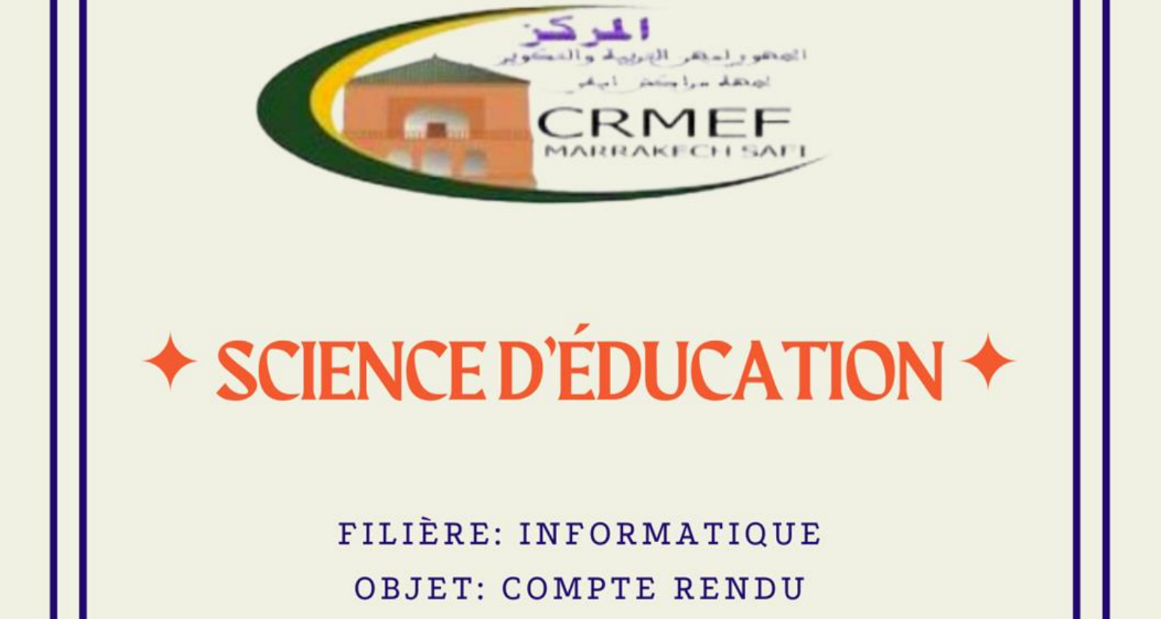 المركز
CRMEF
MARRAKECH SAFI
SCIENCE D'ÉDUCATION
FILIÈRE: INFORMATIQUE
OBJET: COMPTE RENDU